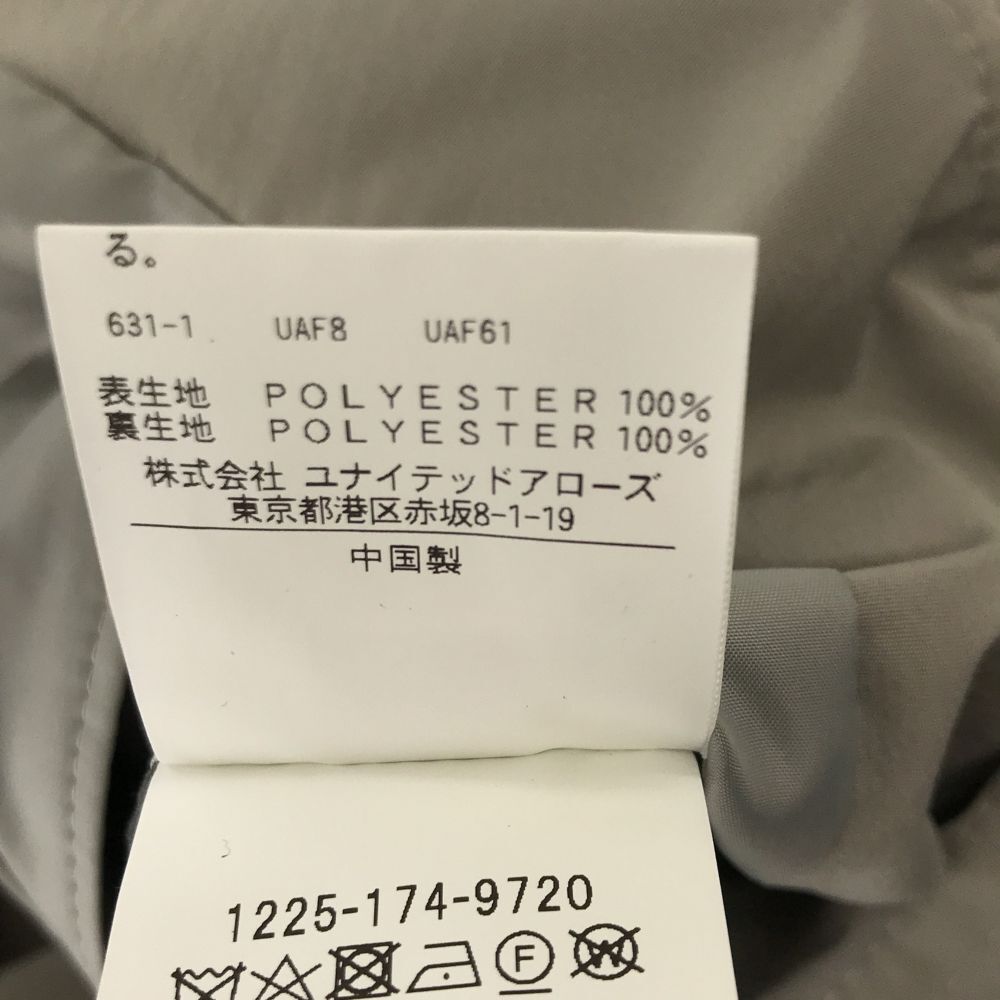 る。
631-1 UAF8 UAF61
表生地 POLYESTER 100%
裏生地 POLYESTER 100%
株式会社 ユナイテッドアローズ
東京都港区赤坂8-1-19
中国製
1225-174-9720
F W